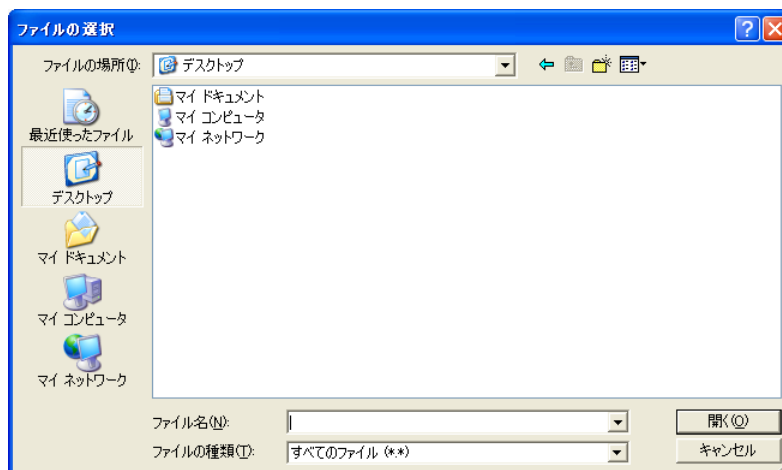 ファイルの選択
ファイルの場所(I):
デスクトップ
最近使ったファイル
デスクトップ
マイ ドキュメント
マイ コンピュータ
マイ ネットワーク
マイ ドキュメント
マイ コンピュータ
マイ ネットワーク
ファイル名(N):
開く(O)
ファイルの種類(T):
すべてのファイル (*.*)
キャンセル